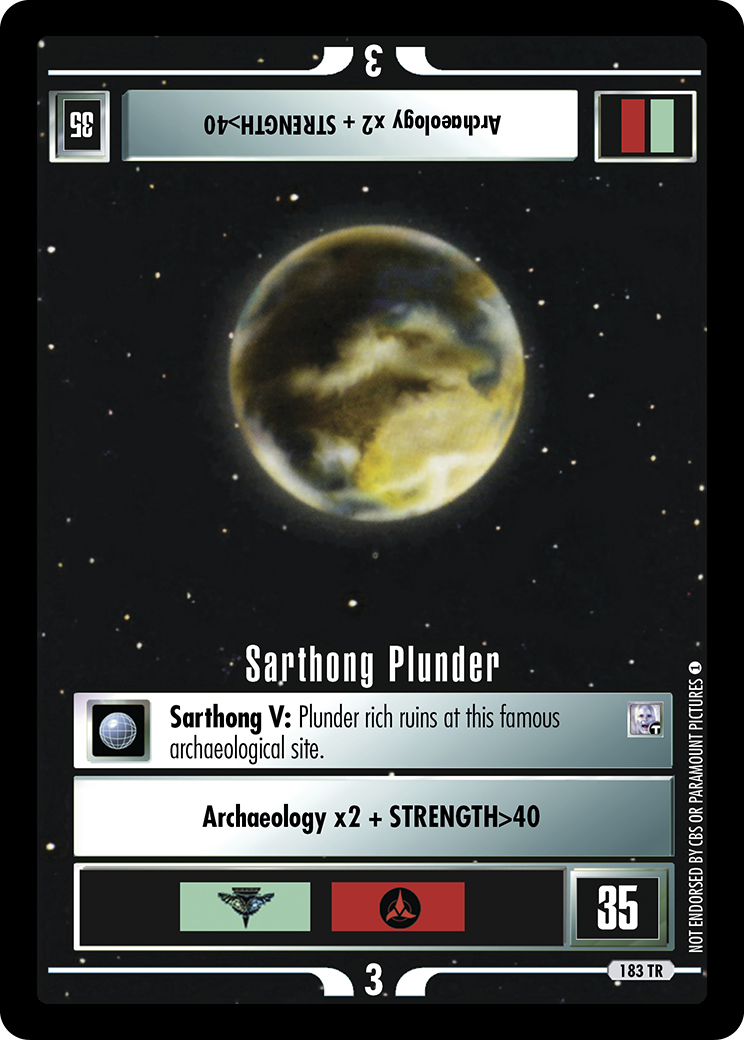 3
35
Archaeology x2 + STRENGTH>40
Sarthong Plunder
Sarthong V: Plunder rich ruins at this famous
archaeological site.
T
Archaeology x2 + STRENGTH>40
35
3
183 TR
NOT ENDORSED BY CBS OR PARAMOUNT PICTURES 1